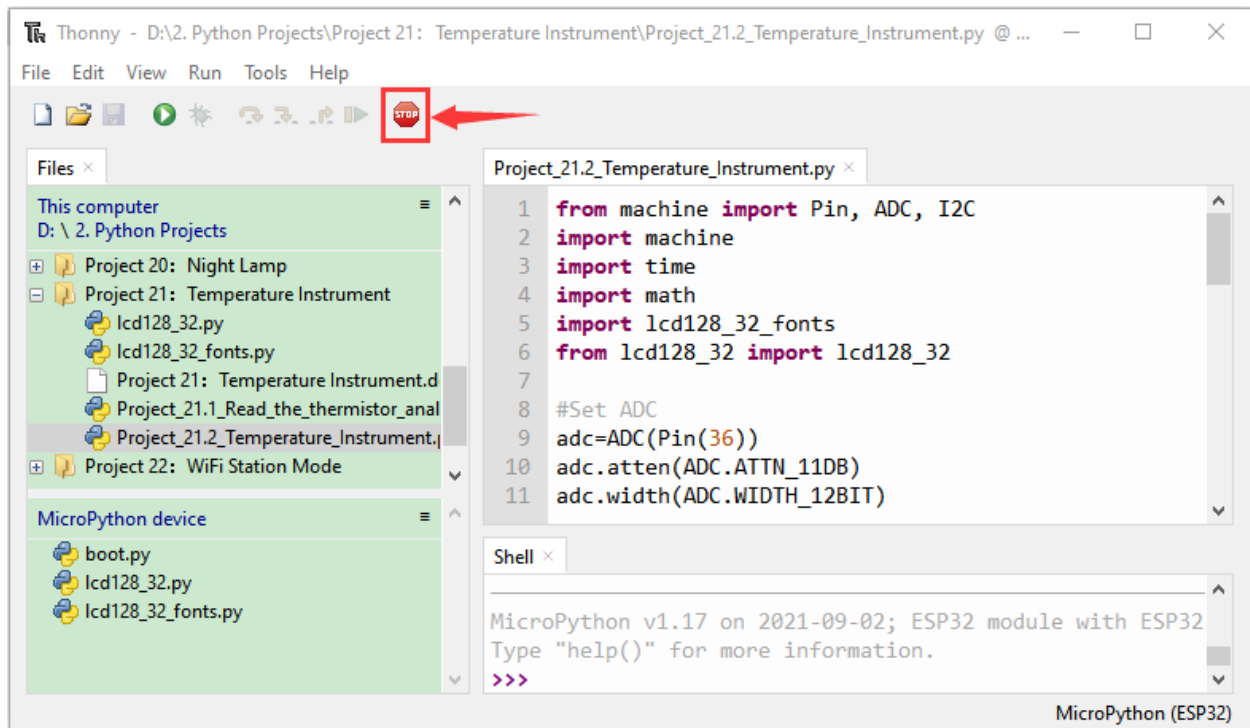 Thonny - D:\2. Python Projects\Project 21：Temperature Instrument\Project_21.2_Temperature_Instrument.py @ ...
File Edit View Run Tools Help
STOP
Files
This computer
D: \ 2. Python Projects
Project 20：Night Lamp
Project 21：Temperature Instrument
lcd128_32.py
lcd128_32_fonts.py
Project 21：Temperature Instrument.d
Project_21.1_Read_the_thermistor_anal
Project_21.2_Temperature_Instrument.p
Project 22：WiFi Station Mode
MicroPython device
boot.py
lcd128_32.py
lcd128_32_fonts.py
Project_21.2_Temperature_Instrument.py
1 from machine import Pin, ADC, I2C
2 import machine
3 import time
4 import math
5 import lcd128_32_fonts
6 from lcd128_32 import lcd128_32
7
8 #Set ADC
9 adc=ADC(Pin(36))
10 adc.atten(ADC.ATTN_11DB)
11 adc.width(ADC.WIDTH_12BIT)
Shell
MicroPython v1.17 on 2021-09-02; ESP32 module with ESP32
Type "help()" for more information.
>>>
MicroPython (ESP32)